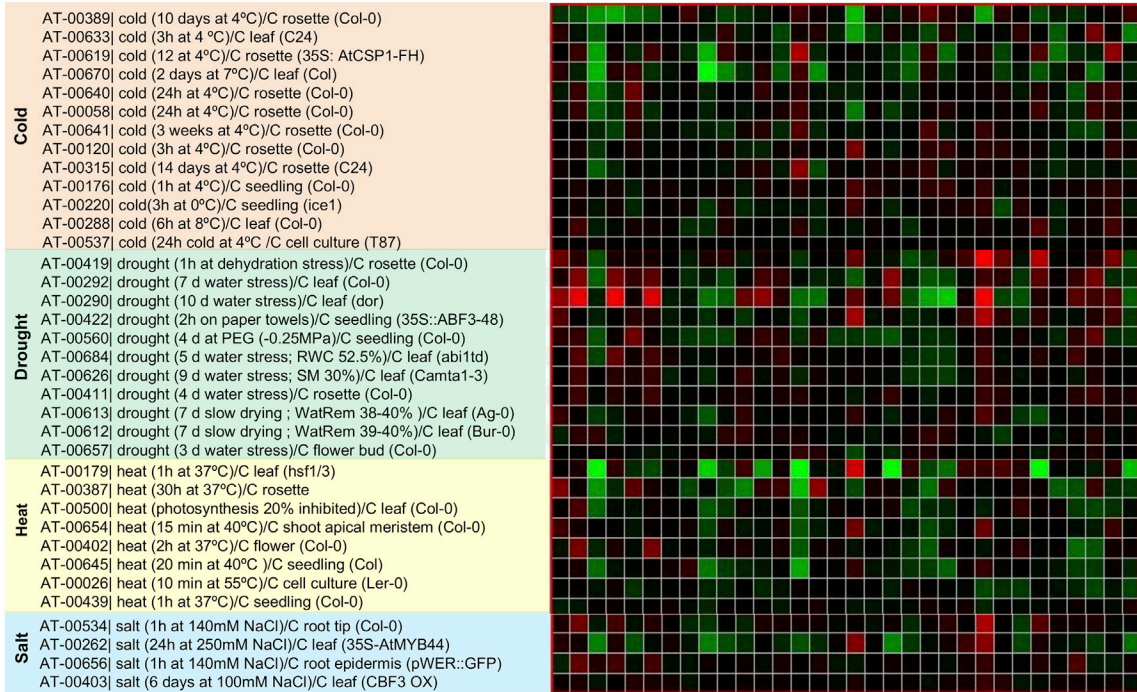 Cold
AT-00389| cold (10 days at 4ºC)/C rosette (Col-0)
AT-00633| cold (3h at 4 ºC)/C leaf (C24)
AT-00619| cold (12 at 4ºC)/C rosette (35S: AtCSP1-FH)
AT-00670| cold (2 days at 7ºC)/C leaf (Col)
AT-00640| cold (24h at 4ºC)/C rosette (Col-0)
AT-00058| cold (24h at 4ºC)/C rosette (Col-0)
AT-00641| cold (3 weeks at 4ºC)/C rosette (Col-0)
AT-00120| cold (3h at 4ºC)/C rosette (Col-0)
AT-00315| cold (14 days at 4ºC)/C rosette (C24)
AT-00176| cold (1h at 4ºC)/C seedling (Col-0)
AT-00220| cold(3h at 0ºC)/C seedling (ice1)
AT-00288| cold (6h at 8ºC)/C leaf (Col-0)
AT-00537| cold (24h cold at 4ºC /C cell culture (T87)
Drought
AT-00419| drought (1h at dehydration stress)/C rosette (Col-0)
AT-00292| drought (7 d water stress)/C leaf (Col-0)
AT-00290| drought (10 d water stress)/C leaf (dor)
AT-00422| drought (2h on paper towels)/C seedling (35S::ABF3-48)
AT-00560| drought (4 d at PEG (-0.25MPa)/C seedling (Col-0)
AT-00684| drought (5 d water stress; RWC 52.5%)/C leaf (abi1td)
AT-00626| drought (9 d water stress; SM 30%)/C leaf (Camta1-3)
AT-00411| drought (4 d water stress)/C rosette (Col-0)
AT-00613| drought (7 d slow drying ; WatRem 38-40% )/C leaf (Ag-0)
AT-00612| drought (7 d slow drying ; WatRem 39-40%)/C leaf (Bur-0)
AT-00657| drought (3 d water stress)/C flower bud (Col-0)
Heat
AT-00179| heat (1h at 37ºC)/C leaf (hsf1/3)
AT-00387| heat (30h at 37ºC)/C rosette
AT-00500| heat (photosynthesis 20% inhibited)/C leaf (Col-0)
AT-00654| heat (15 min at 40ºC)/C shoot apical meristem (Col-0)
AT-00402| heat (2h at 37ºC)/C flower (Col-0)
AT-00645| heat (20 min at 40ºC )/C seedling (Col)
AT-00026| heat (10 min at 55ºC)/C cell culture (Ler-0)
AT-00439| heat (1h at 37ºC)/C seedling (Col-0)
Salt
AT-00534| salt (1h at 140mM NaCl)/C root tip (Col-0)
AT-00262| salt (24h at 250mM NaCl)/C leaf (35S-AtMYB44)
AT-00656| salt (1h at 140mM NaCl)/C root epidermis (pWER::GFP)
AT-00403| salt (6 days at 100mM NaCl)/C leaf (CBF3 OX)